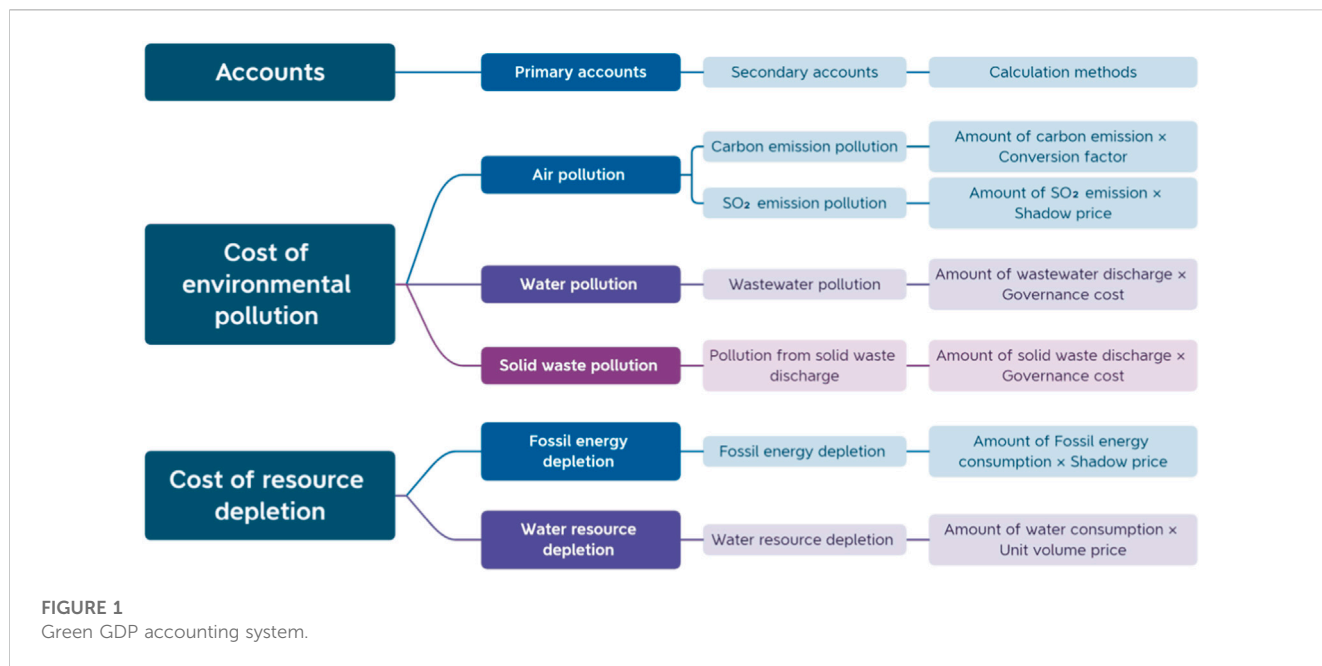 Accounts
Primary accounts
Secondary accounts
Calculation methods
Cost of
environmental
pollution
Air pollution
Carbon emission pollution
Amount of carbon emission ×
Conversion factor
SO₂ emission pollution
Amount of SO₂ emission ×
Shadow price
Water pollution
Wastewater pollution
Amount of wastewater discharge ×
Governance cost
Solid waste pollution
Pollution from solid waste
discharge
Amount of solid waste discharge ×
Governance cost
Cost of resource
depletion
Fossil energy
depletion
Fossil energy depletion
Amount of Fossil energy
consumption × Shadow price
Water resource
depletion
Water resource depletion
Amount of water consumption ×
Unit volume price
FIGURE 1
Green GDP accounting system.